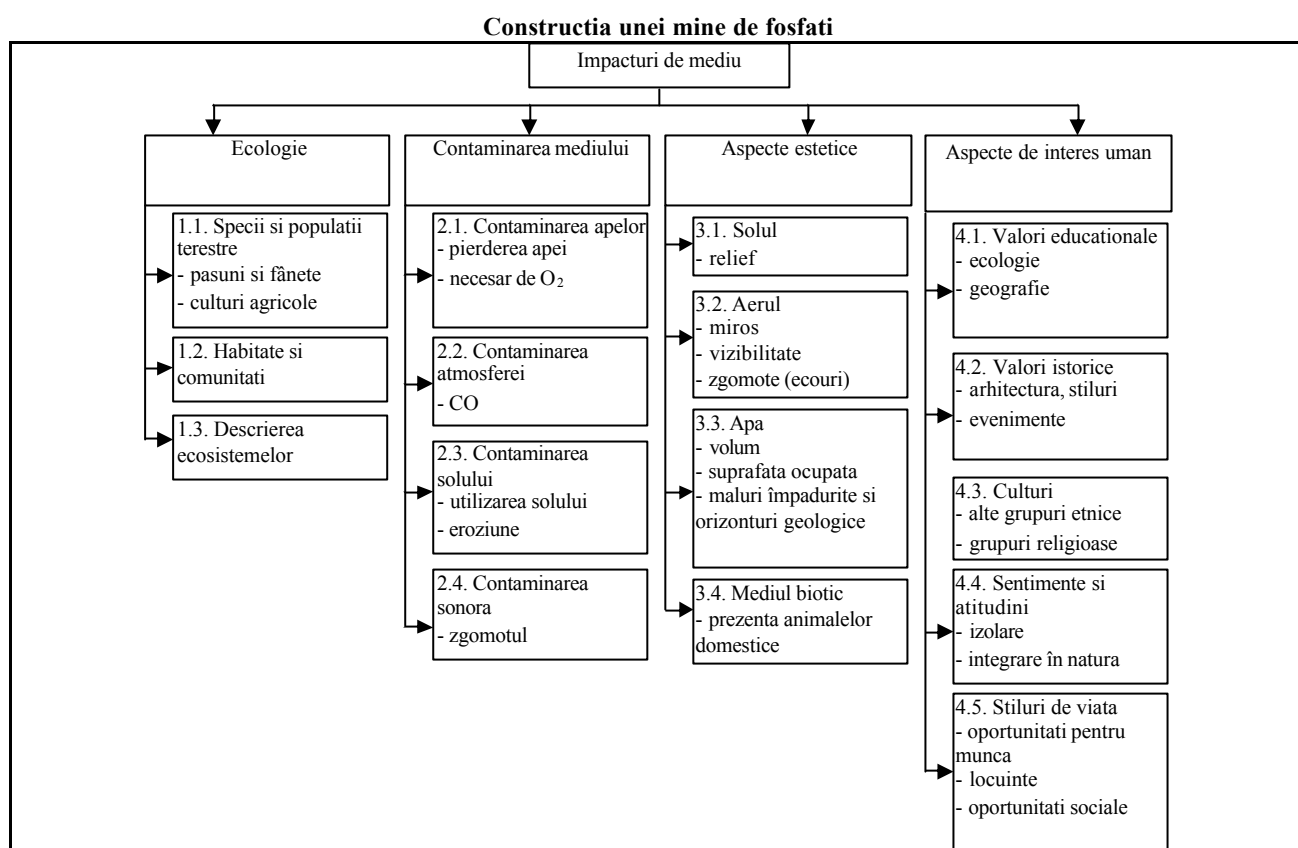 Constructia unei mine de fosfati
Impacturi de mediu
Ecologie
1.1. Specii si populatii
terestre
- pasuni si fânete
- culturi agricole
1.2. Habitate si
comunitati
1.3. Descrierea
ecosistemelor
Contaminarea mediului
2.1. Contaminarea apelor
- pierderea apei
- necesar de O₂
2.2. Contaminarea
atmosferei
- CO
2.3. Contaminarea
solului
- utilizarea solului
- eroziune
2.4. Contaminarea
sonora
- zgomotul
Aspecte estetice
3.1. Solul
- relief
3.2. Aerul
- miros
- vizibilitate
- zgomote (ecouri)
3.3. Apa
- volum
- suprafata ocupata
- maluri împadurite si
orizonturi geologice
3.4. Mediul biotic
- prezenta animalelor
domestice
Aspecte de interes uman
4.1. Valori educationale
- ecologie
- geografie
4.2. Valori istorice
- arhitectura, stiluri
- evenimente
4.3. Culturi
- alte grupuri etnice
- grupuri religioase
4.4. Sentimente si
atitudini
- izolare
- integrare în natura
4.5. Stiluri de viata
- oportunitati pentru
munca
- locuinte
- oportunitati sociale